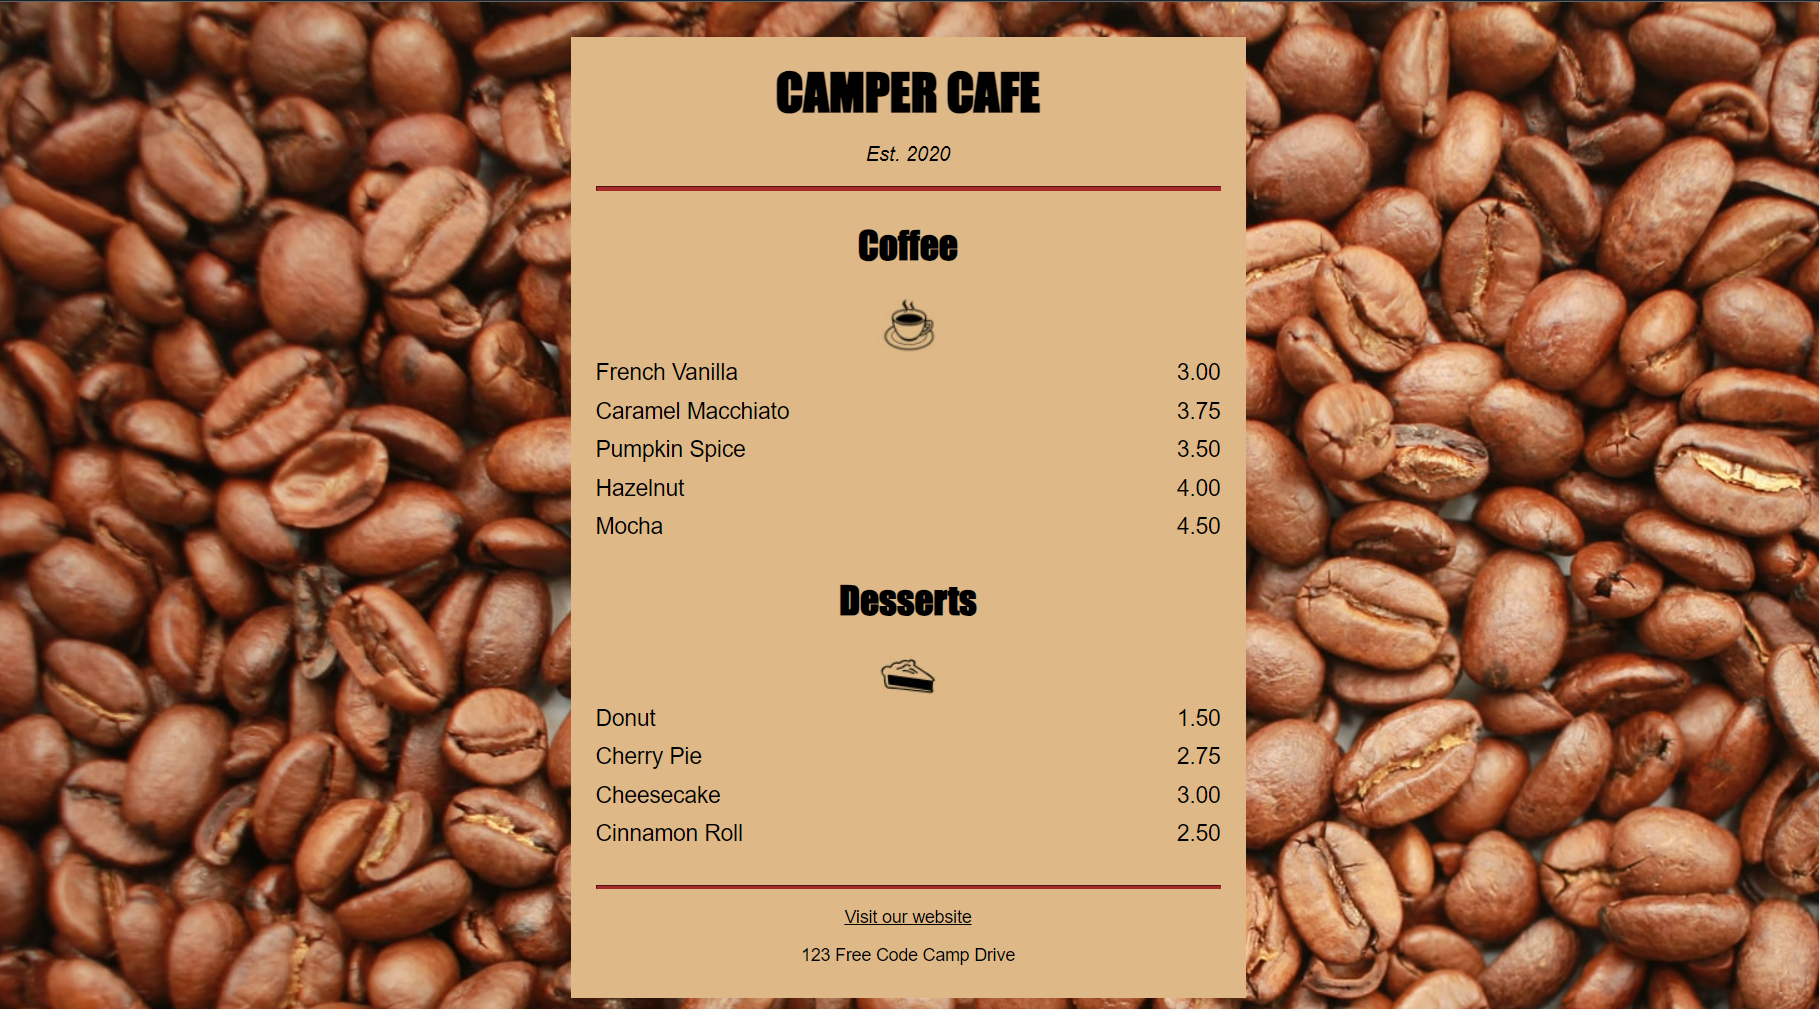 CAMPER CAFE
Est. 2020
Coffee
French Vanilla 3.00
Caramel Macchiato 3.75
Pumpkin Spice 3.50
Hazelnut 4.00
Mocha 4.50
Desserts
Donut 1.50
Cherry Pie 2.75
Cheesecake 3.00
Cinnamon Roll 2.50
Visit our website
123 Free Code Camp Drive